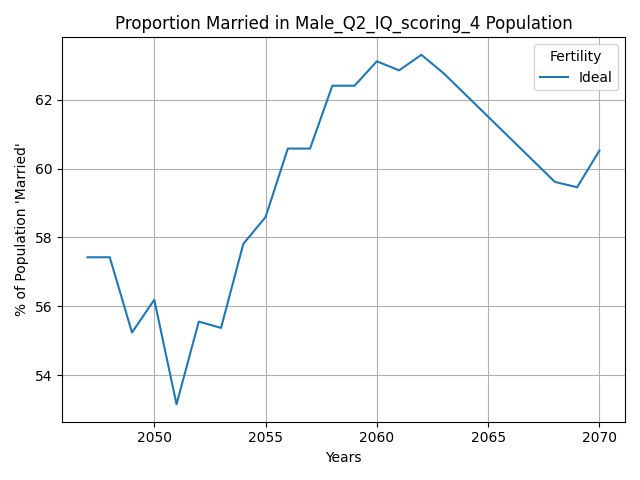 Proportion Married in Male_Q2_IQ_scoring_4 Population
Fertility
Ideal
% of Population 'Married'
62
60
58
56
54
2050 2055 2060 2065 2070
Years